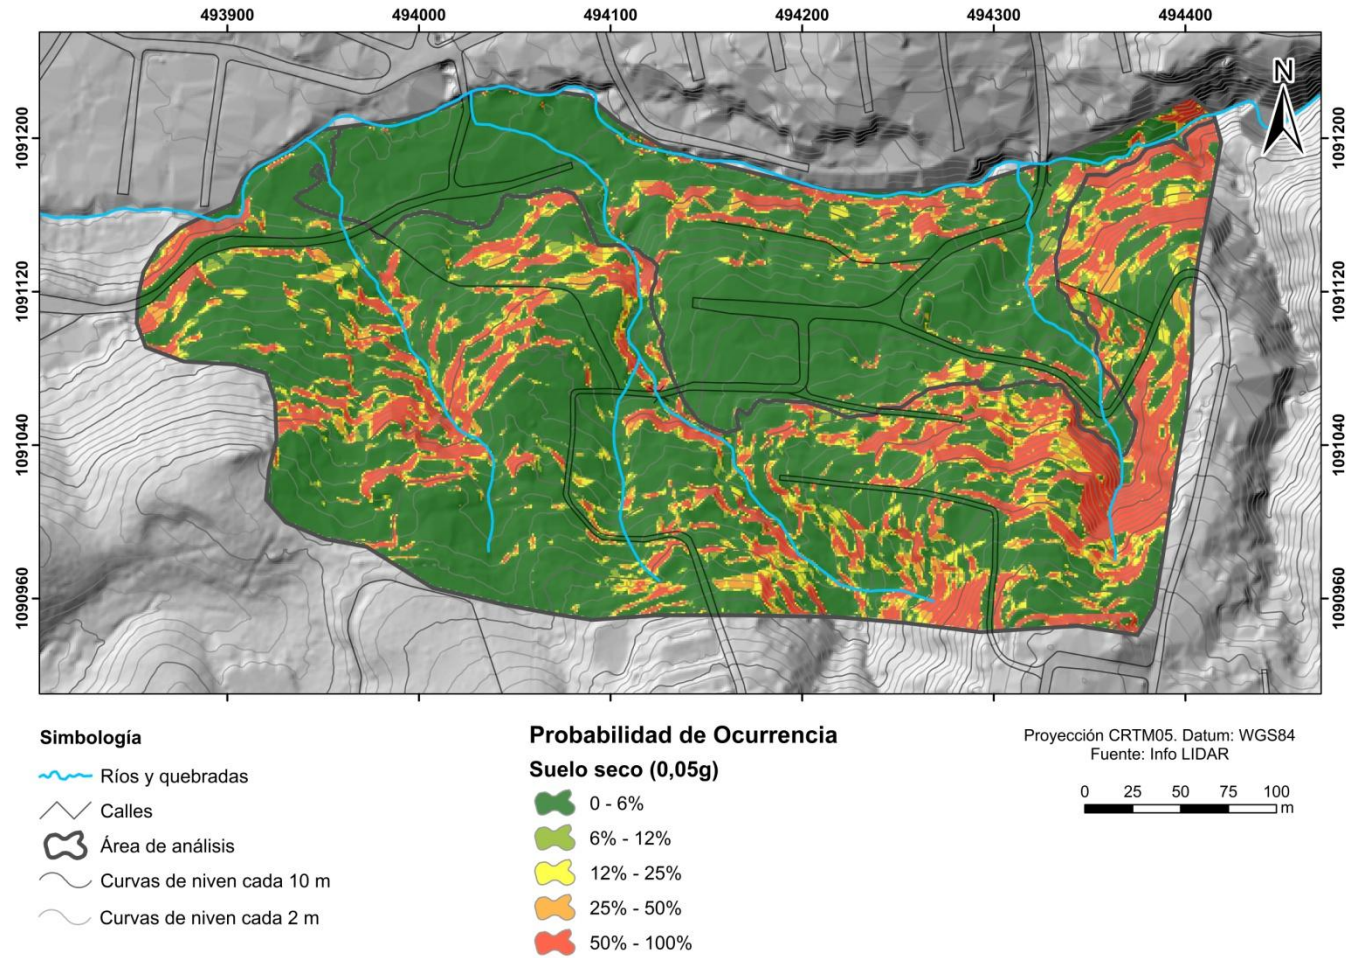 493900 494000 494100 494200 494300 494400
1091200 1091200
1091120 1091120
1091040 1091040
1090960 1090960
N
Simbología
Ríos y quebradas
Calles
Área de análisis
Curvas de niven cada 10 m
Curvas de niven cada 2 m
Probabilidad de Ocurrencia
Suelo seco (0,05g)
0 - 6%
6% - 12%
12% - 25%
25% - 50%
50% - 100%
Proyección CRTM05. Datum: WGS84
Fuente: Info LIDAR
0 25 50 75 100
m